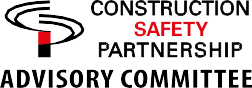 CONSTRUCTION
SAFETY
PARTNERSHIP
ADVISORY COMMITTEE